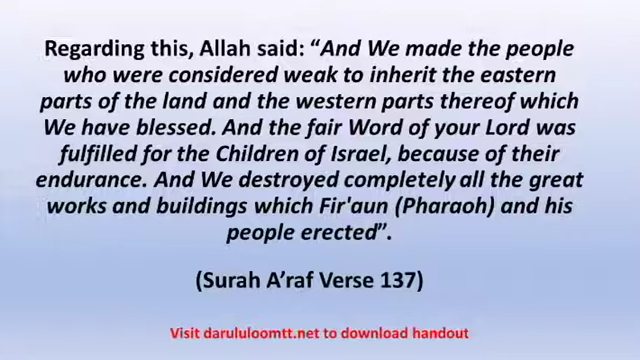 Regarding this, Allah said: “And We made the people
who were considered weak to inherit the eastern
parts of the land and the western parts thereof which
We have blessed. And the fair Word of your Lord was
fulfilled for the Children of Israel, because of their
endurance. And We destroyed completely all the great
works and buildings which Fir'aun (Pharaoh) and his
people erected”.
(Surah A’raf Verse 137)
Visit darululoomtt.net to download handout